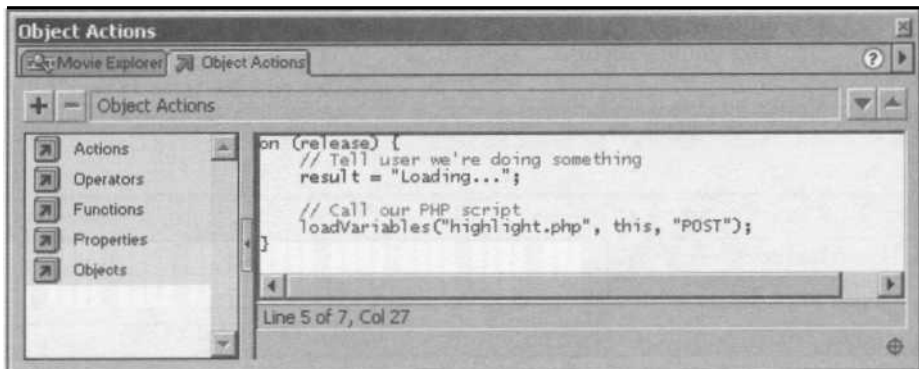 Object Actions
Movie Explorer Object Actions ?
+ - Object Actions
Actions
Operators
Functions
Properties
Objects
on (release) {
// Tell user we're doing something
result = "Loading...";
// Call our PHP script
loadVariables("highlight.php", this, "POST");
}
Line 5 of 7, Col 27